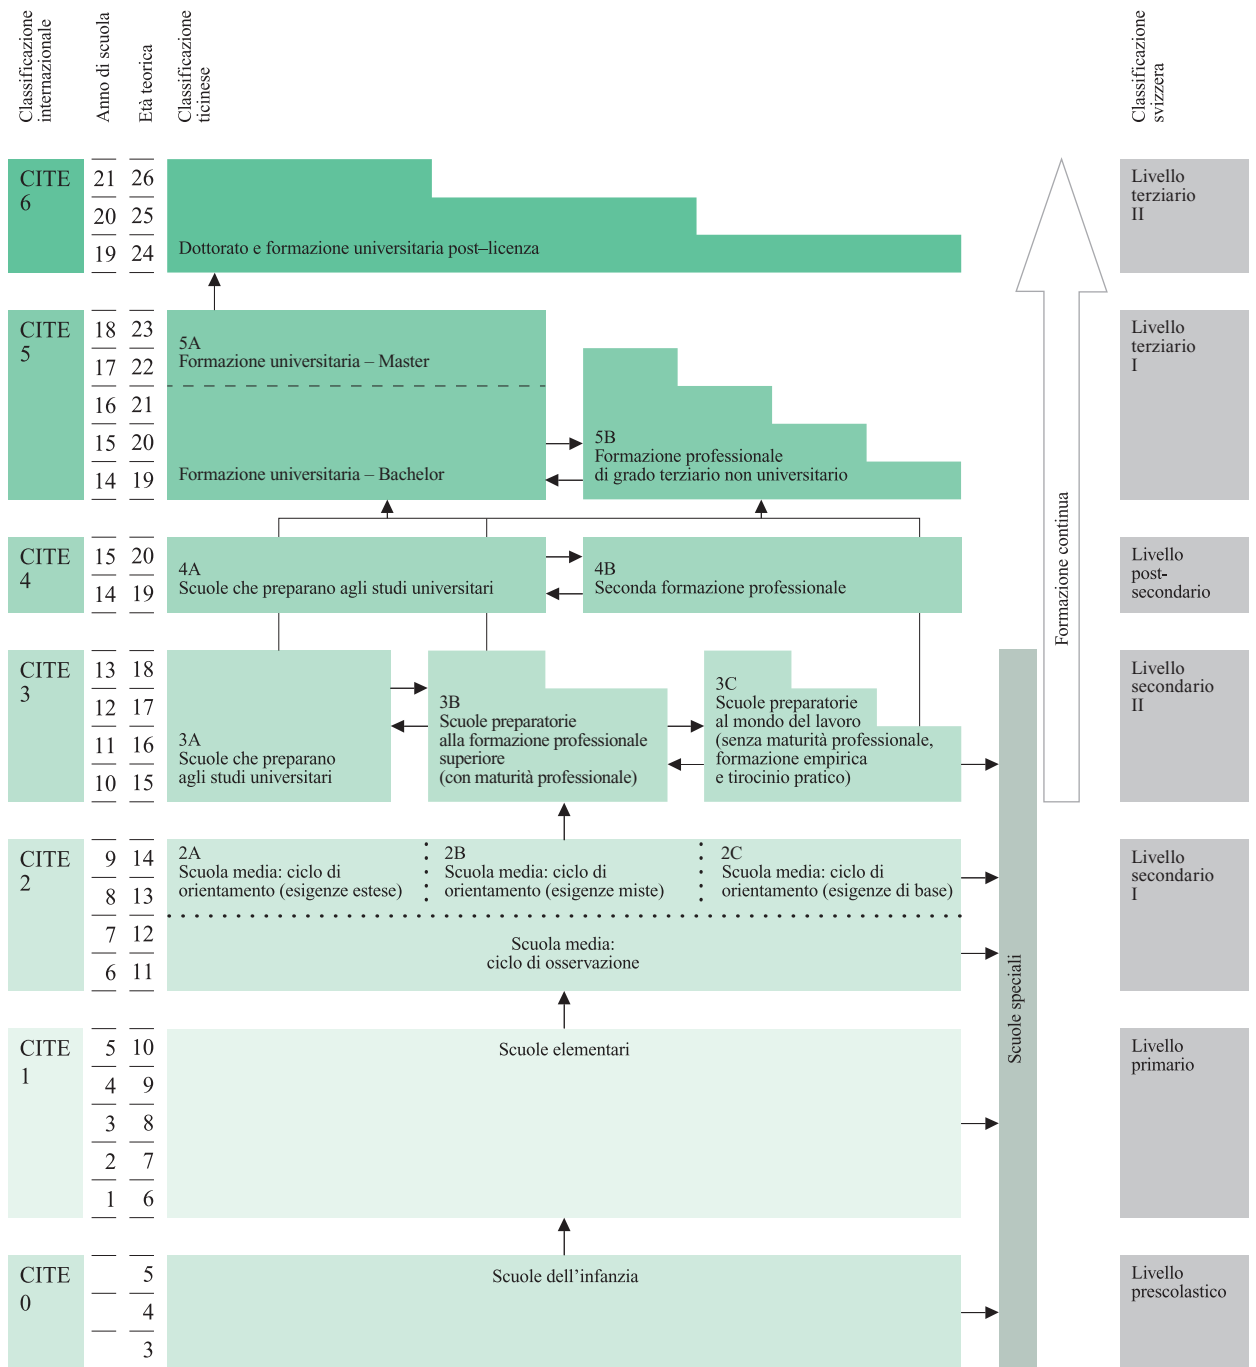 Classificazione
internazionale
Anno di scuola
Età teorica
Classificazione
ticinese
Classificazione
svizzera
CITE
6
21 26
20 25
19 24
Dottorato e formazione universitaria post–licenza
Livello
terziario
II
CITE
5
18 23
17 22
16 21
15 20
14 19
5A
Formazione universitaria – Master
Formazione universitaria – Bachelor
5B
Formazione professionale
di grado terziario non universitario
Livello
terziario
I
CITE
4
15 20
14 19
4A
Scuole che preparano agli studi universitari
4B
Seconda formazione professionale
Livello
post-
secondario
Formazione continua
CITE
3
13 18
12 17
11 16
10 15
3A
Scuole che preparano
agli studi universitari
3B
Scuole preparatorie
alla formazione professionale
superiore
(con maturità professionale)
3C
Scuole preparatorie
al mondo del lavoro
(senza maturità professionale,
formazione empirica
e tirocinio pratico)
Livello
secondario
II
CITE
2
9 14
8 13
7 12
6 11
2A
Scuola media: ciclo di
orientamento (esigenze estese)
2B
Scuola media: ciclo di
orientamento (esigenze miste)
2C
Scuola media: ciclo di
orientamento (esigenze di base)
Scuola media:
ciclo di osservazione
Livello
secondario
I
Scuole speciali
CITE
1
5 10
4 9
3 8
2 7
1 6
Scuole elementari
Livello
primario
CITE
0
5
4
3
Scuole dell’infanzia
Livello
prescolastico